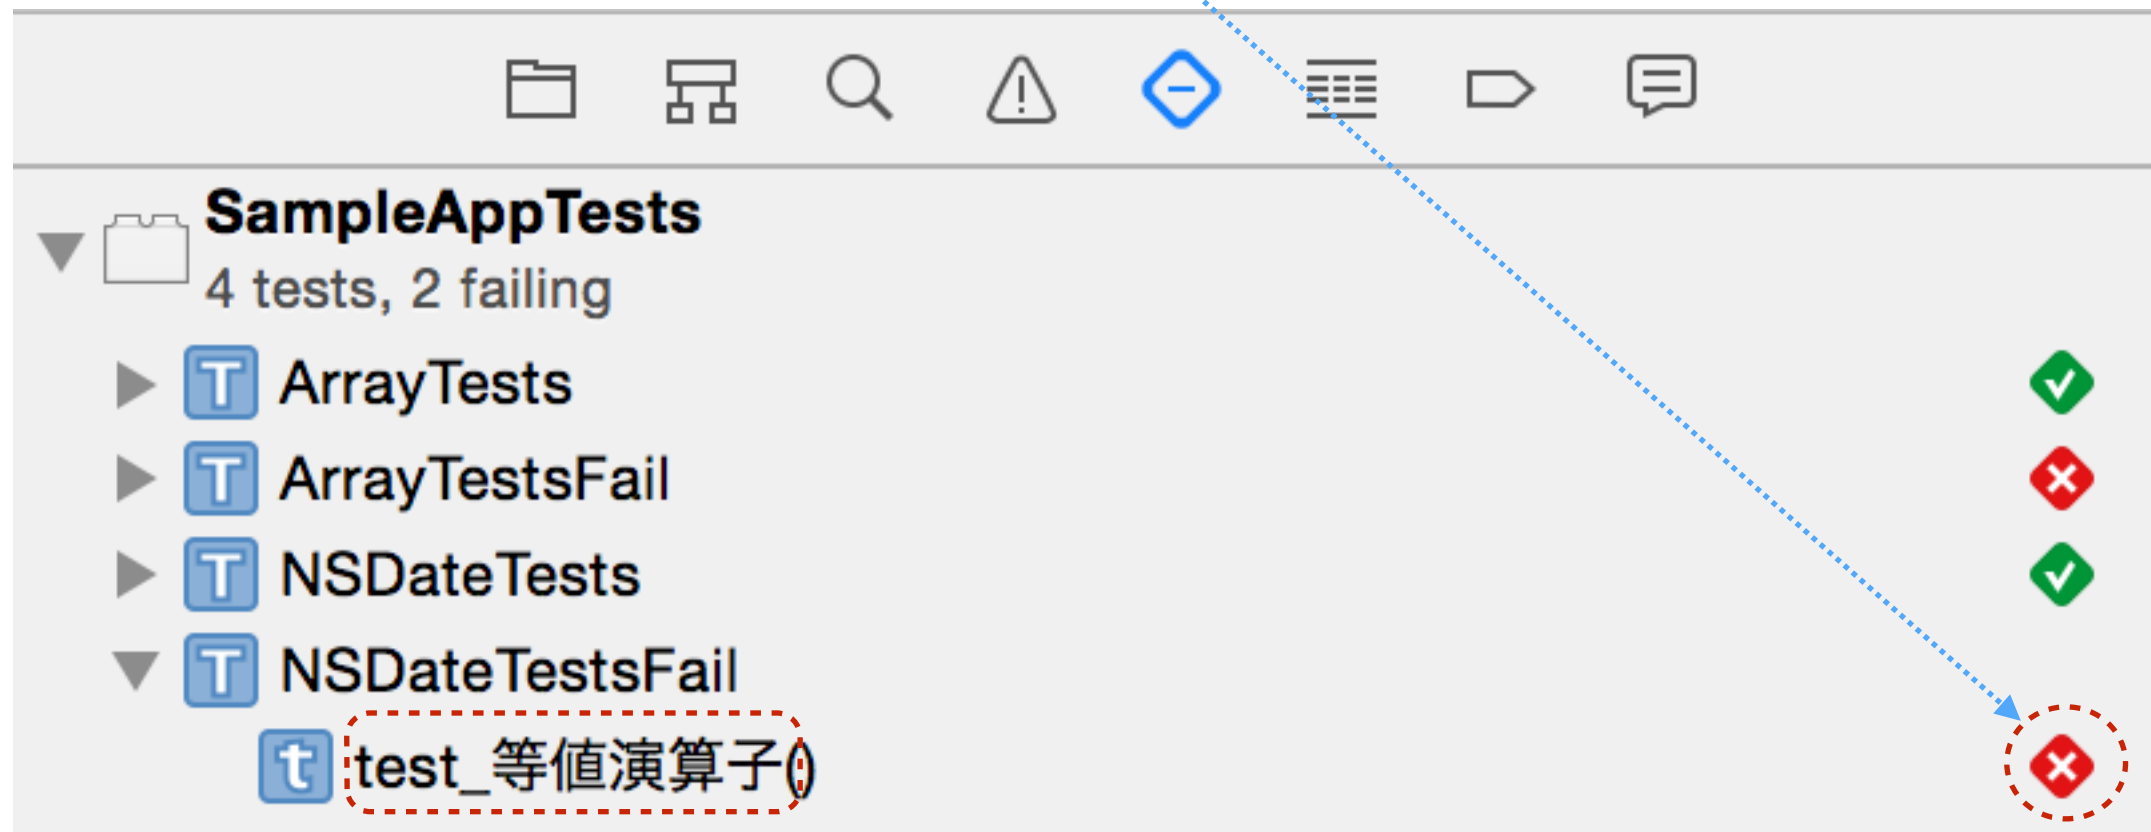 SampleAppTests
4 tests, 2 failing
T ArrayTests
T ArrayTestsFail
T NSDateTests
T NSDateTestsFail
t test_等値演算子()